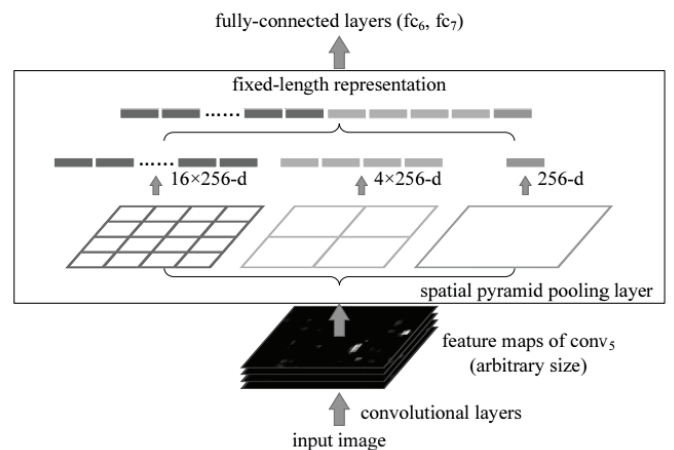 fully-connected layers (fc6, fc7)
fixed-length representation
......
......
16×256-d
4×256-d
256-d
spatial pyramid pooling layer
feature maps of conv5
(arbitrary size)
convolutional layers
input image